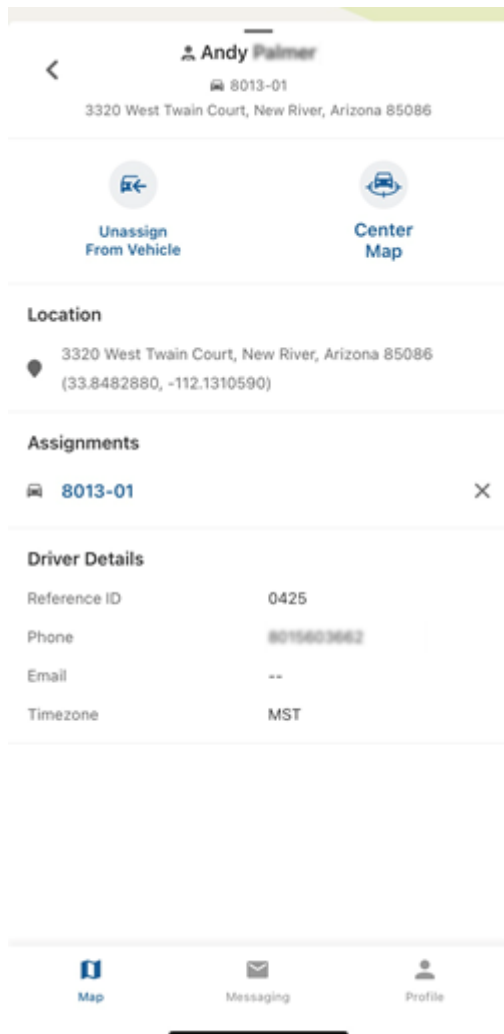 Andy
8013-01
3320 West Twain Court, New River, Arizona 85086
Unassign
From Vehicle
Center
Map
Location
3320 West Twain Court, New River, Arizona 85086
(33.8482880, -112.1310590)
Assignments
8013-01
Driver Details
Reference ID 0425
Phone
Email --
Timezone MST
Map Messaging Profile